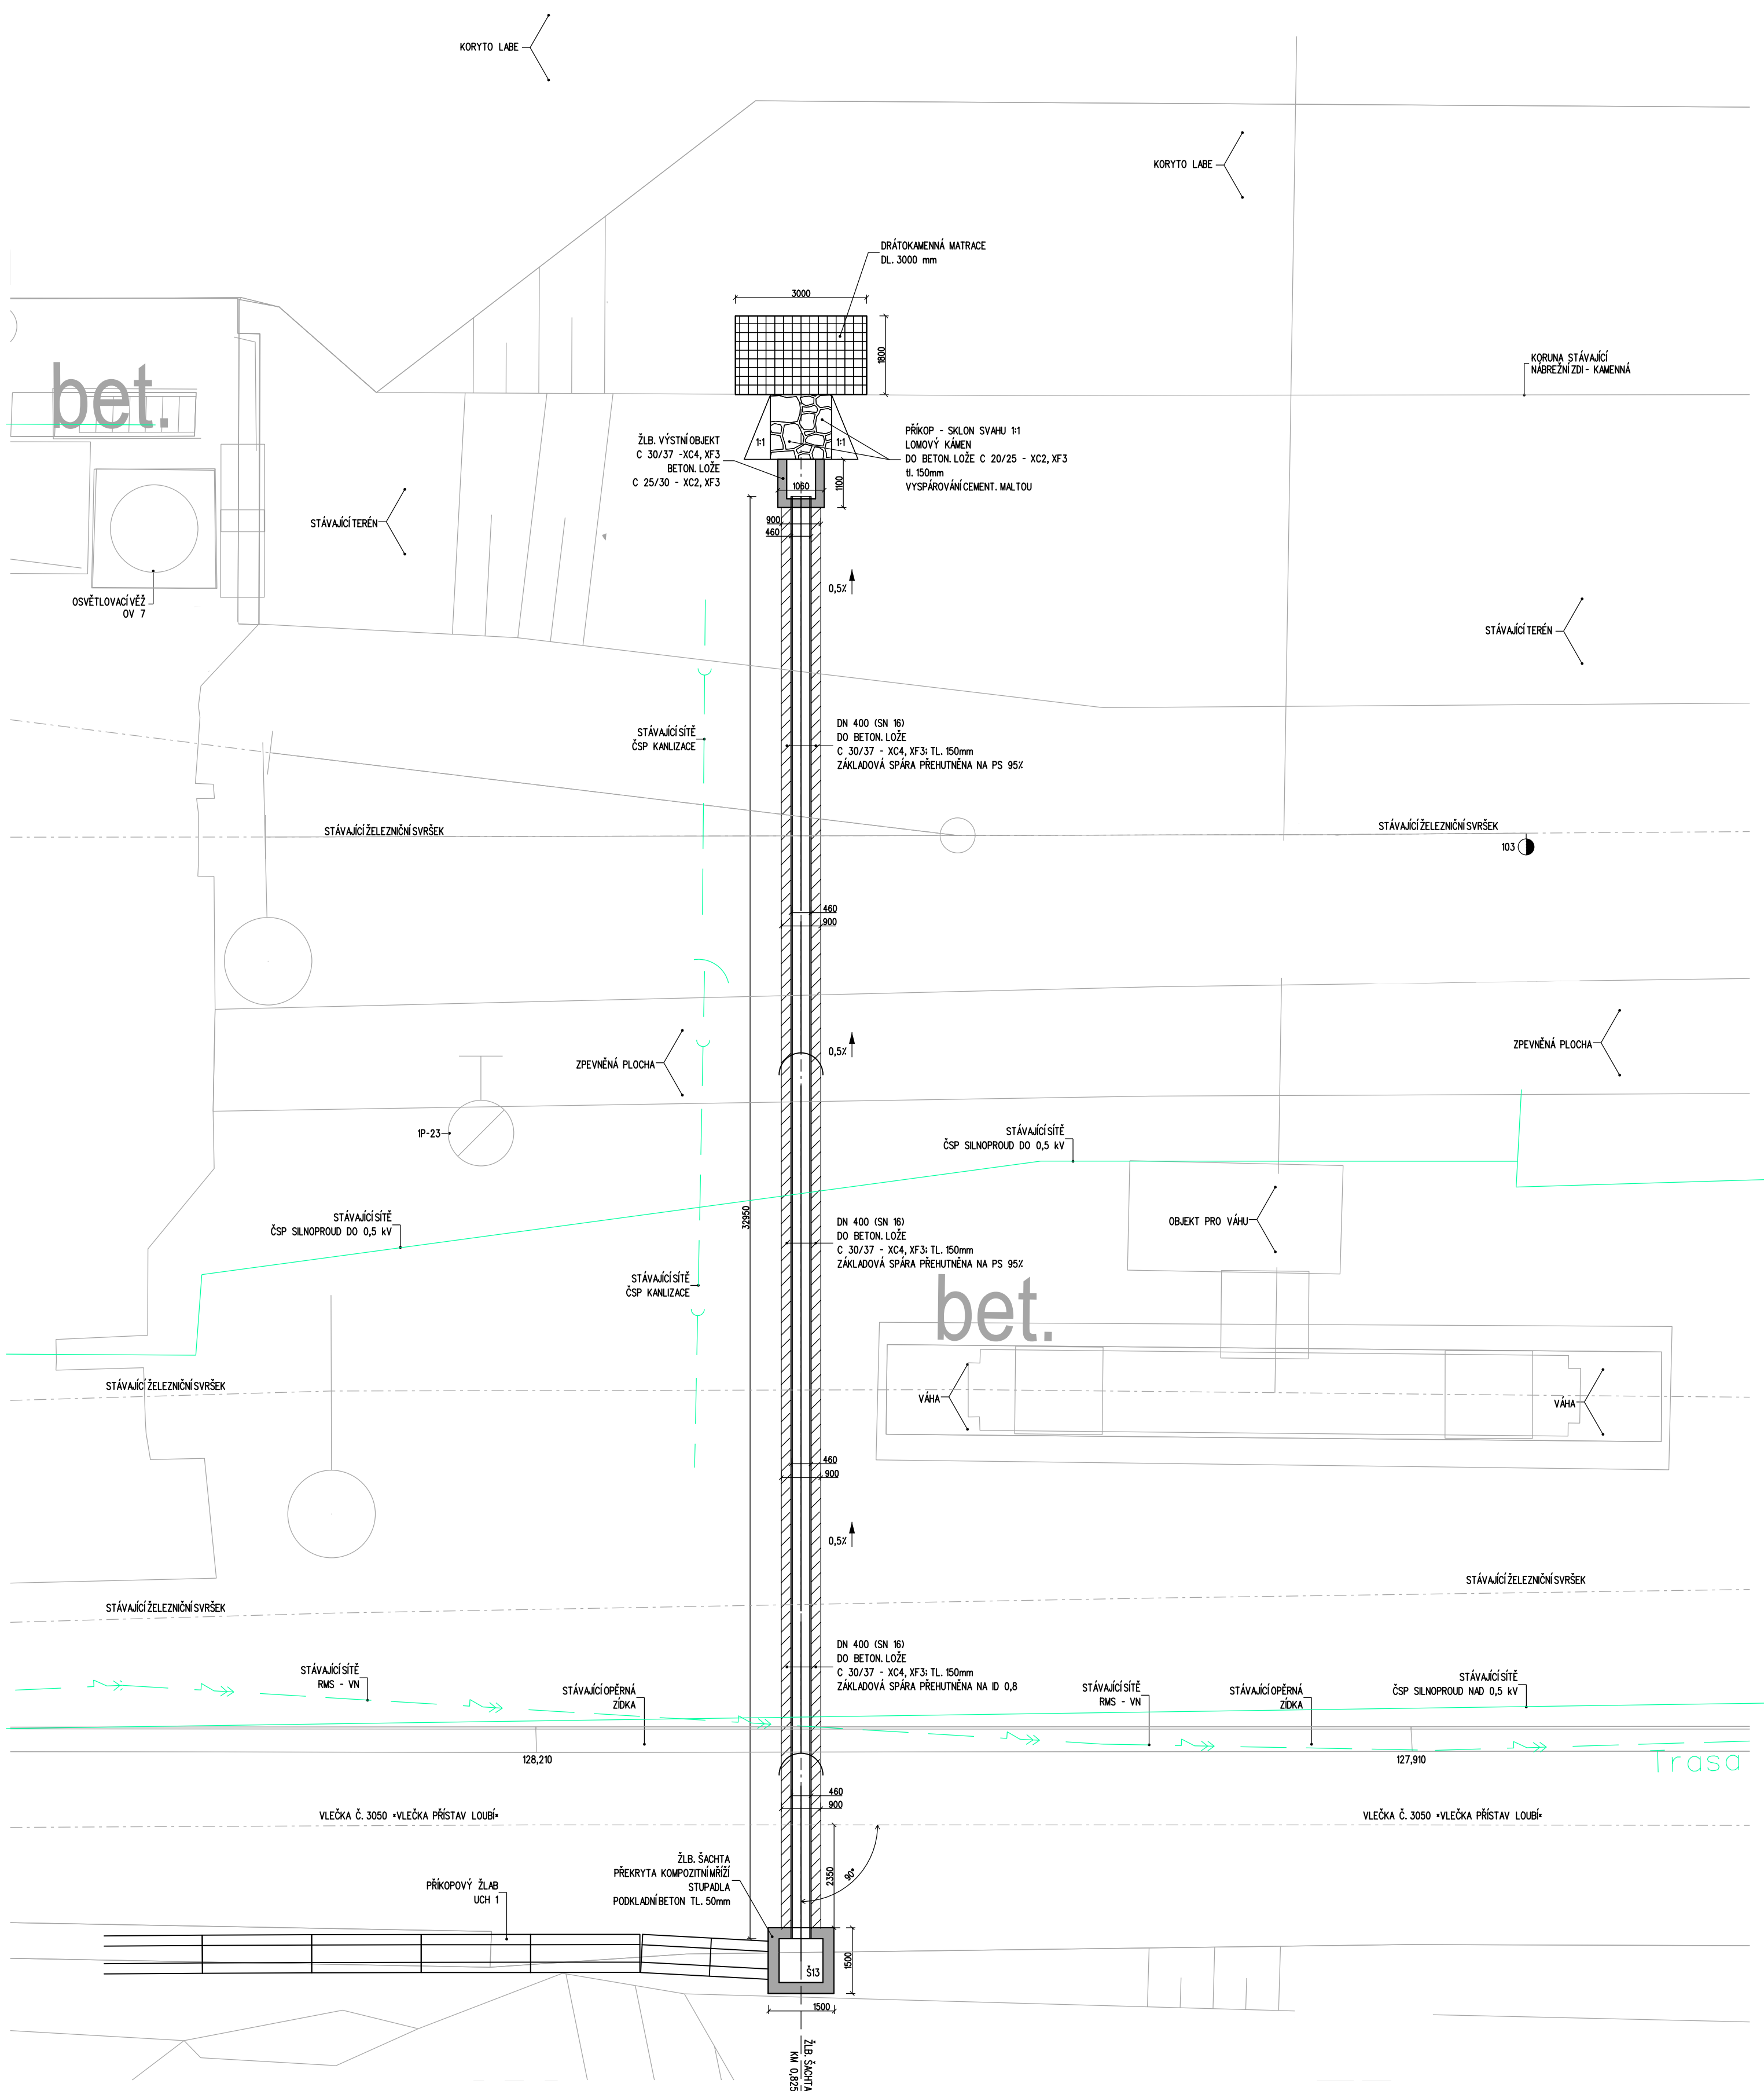 KORYTO LABE
KORYTO LABE
DRÁTOKAMENNÁ MATRACE
DL. 3000 mm
3000
1800
KORUNA STÁVAJÍCÍ
NÁBREŽNÍ ZDI - KAMENNÁ
bet.
ŽLB. VÝSTNÍ OBJEKT
C 30/37 -XC4, XF3
BETON. LOŽE
C 25/30 - XC2, XF3
1:1
1:1
PŘÍKOP - SKLON SVAHU 1:1
LOMOVÝ KÁMEN
DO BETON. LOŽE C 20/25 - XC2, XF3
tl. 150mm
VYSPÁROVÁNÍ CEMENT. MALTOU
1060
1100
900
460
STÁVAJÍCÍ TERÉN
0,5%
OSVĚTLOVACÍ VĚŽ
OV 7
STÁVAJÍCÍ TERÉN
STÁVAJÍCÍ SÍTĚ
ČSP KANLIZACE
DN 400 (SN 16)
DO BETON. LOŽE
C 30/37 - XC4, XF3; TL. 150mm
ZÁKLADOVÁ SPÁRA PŘEHUTNĚNA NA PS 95%
STÁVAJÍCÍ ŽELEZNIČNÍ SVRŠEK
STÁVAJÍCÍ ŽELEZNIČNÍ SVRŠEK
103
460
900
ZPEVNĚNÁ PLOCHA
0,5%
ZPEVNĚNÁ PLOCHA
1P-23
STÁVAJÍCÍ SÍTĚ
ČSP SILNOPROUD DO 0,5 kV
STÁVAJÍCÍ SÍTĚ
ČSP SILNOPROUD DO 0,5 kV
32950
DN 400 (SN 16)
DO BETON. LOŽE
C 30/37 - XC4, XF3; TL. 150mm
ZÁKLADOVÁ SPÁRA PŘEHUTNĚNA NA PS 95%
OBJEKT PRO VÁHU
STÁVAJÍCÍ SÍTĚ
ČSP KANLIZACE
bet.
STÁVAJÍCÍ ŽELEZNIČNÍ SVRŠEK
VÁHA
VÁHA
460
900
0,5%
STÁVAJÍCÍ ŽELEZNIČNÍ SVRŠEK
STÁVAJÍCÍ ŽELEZNIČNÍ SVRŠEK
DN 400 (SN 16)
DO BETON. LOŽE
C 30/37 - XC4, XF3; TL. 150mm
ZÁKLADOVÁ SPÁRA PŘEHUTNĚNA NA ID 0,8
STÁVAJÍCÍ SÍTĚ
RMS - VN
STÁVAJÍCÍ OPĚRNÁ
ZÍDKA
STÁVAJÍCÍ SÍTĚ
RMS - VN
STÁVAJÍCÍ OPĚRNÁ
ZÍDKA
STÁVAJÍCÍ SÍTĚ
ČSP SILNOPROUD NAD 0,5 kV
128,210
127,910
Trasa
460
900
VLEČKA Č. 3050 "VLEČKA PŘÍSTAV LOUBÍ"
VLEČKA Č. 3050 "VLEČKA PŘÍSTAV LOUBÍ"
2350
90°
ŽLB. ŠACHTA
PŘEKRYTA KOMPOZITNÍ MŘÍŽÍ
STUPADLA
PODKLADNÍ BETON TL. 50mm
PŘÍKOPOVÝ ŽLAB
UCH 1
Š13
1500
1500
ŽLB. ŠACHTA
KM 0,825